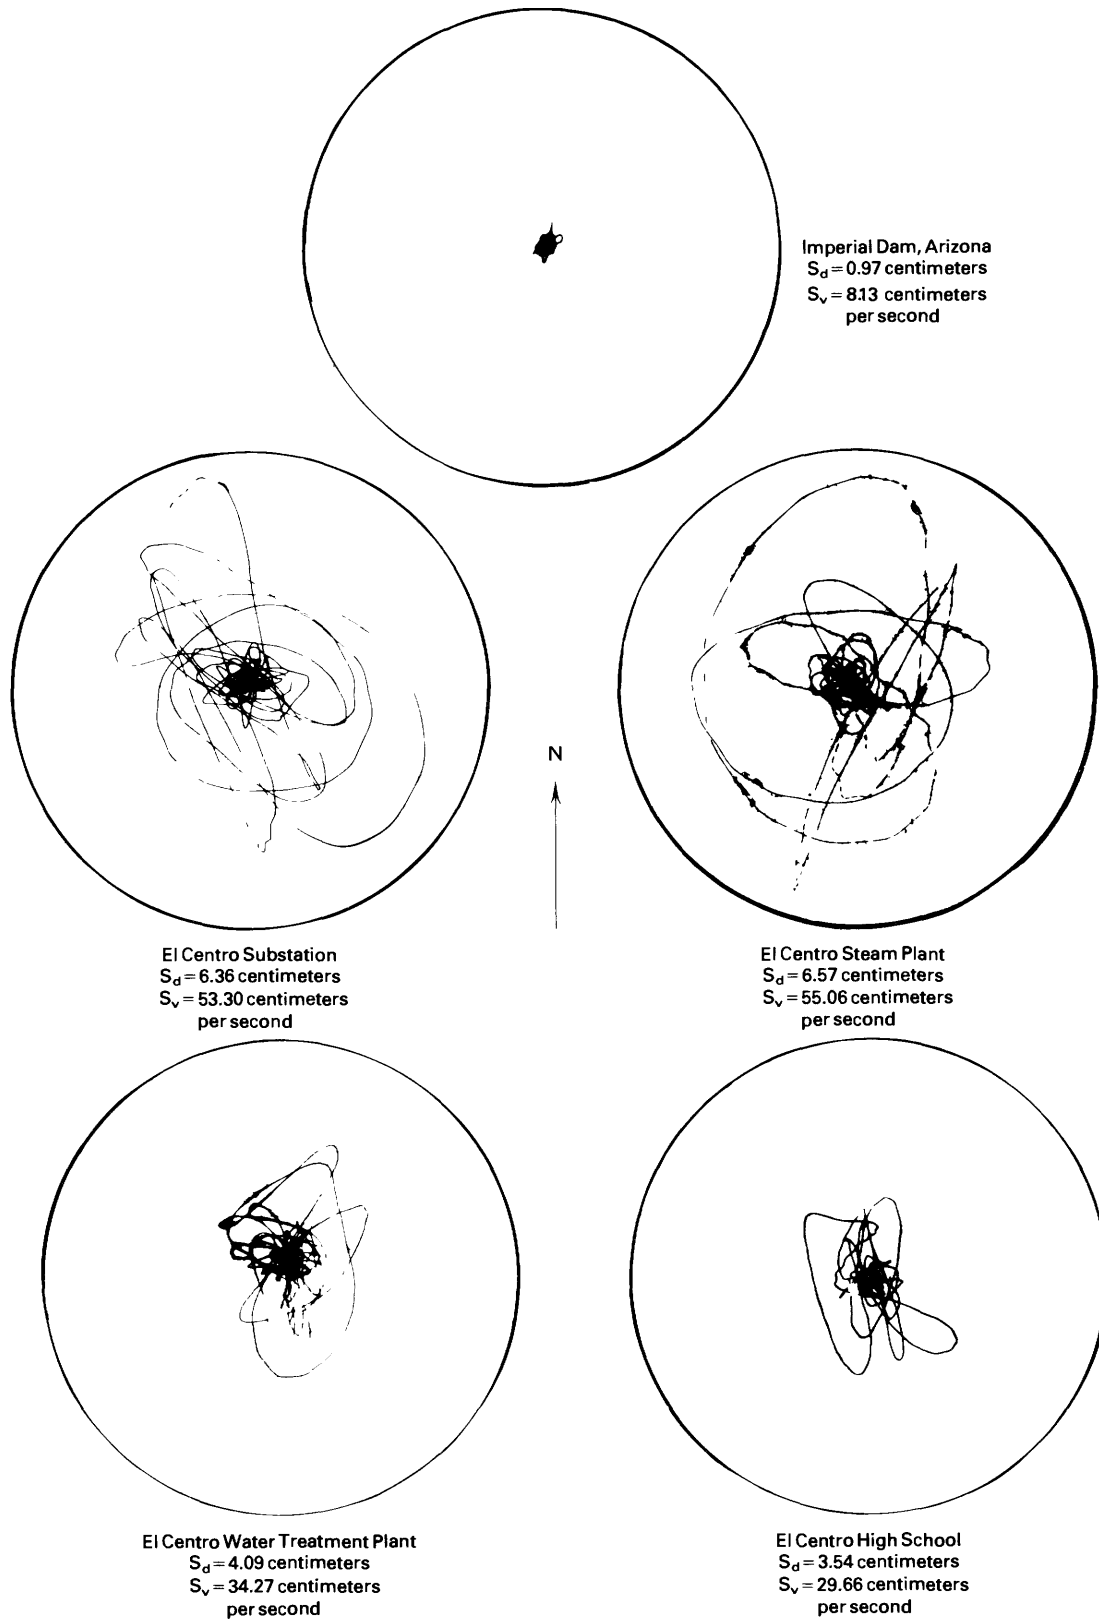 Imperial Dam, Arizona
S_d = 0.97 centimeters
S_v = 8.13 centimeters
per second
N
El Centro Substation
S_d = 6.36 centimeters
S_v = 53.30 centimeters
per second
El Centro Steam Plant
S_d = 6.57 centimeters
S_v = 55.06 centimeters
per second
El Centro Water Treatment Plant
S_d = 4.09 centimeters
S_v = 34.27 centimeters
per second
El Centro High School
S_d = 3.54 centimeters
S_v = 29.66 centimeters
per second